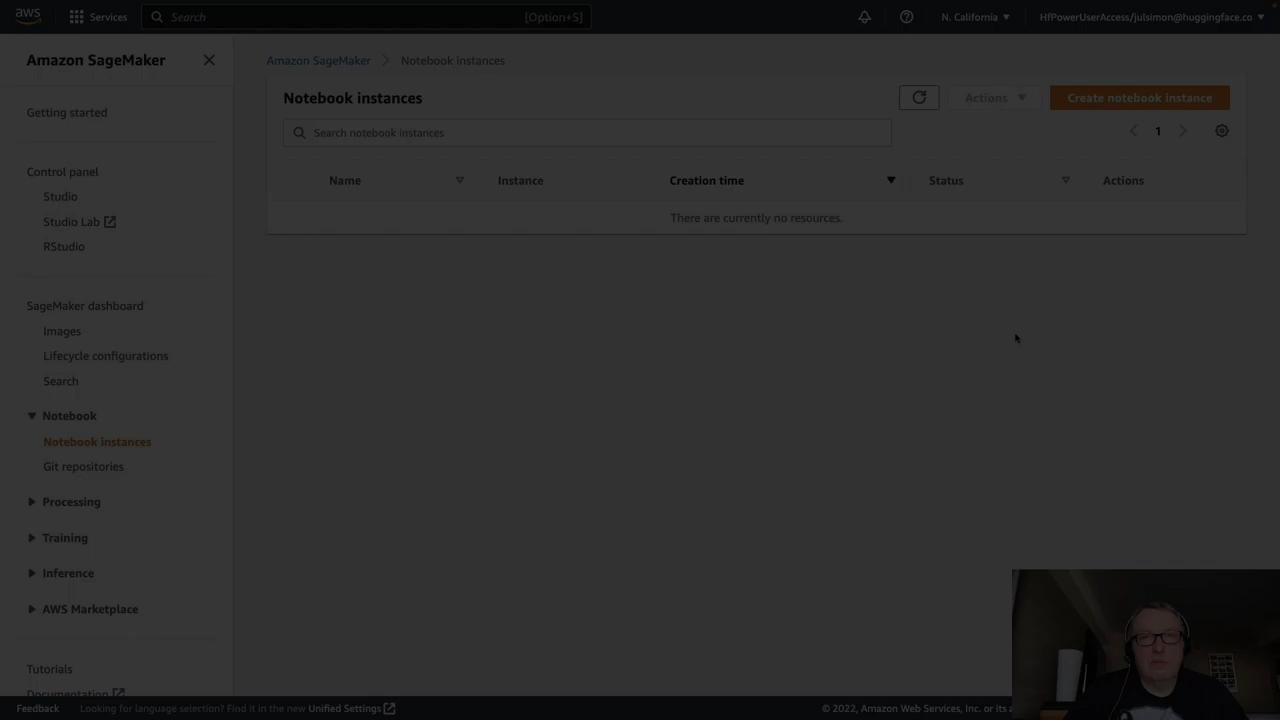 aws
Services
Search
[Option+S]
N. California
HfPowerUserAccess/julsimon@huggingface.co
Amazon SageMaker
Getting started
Control panel
Studio
Studio Lab
RStudio
SageMaker dashboard
Images
Lifecycle configurations
Search
Notebook
Notebook instances
Git repositories
Processing
Training
Inference
AWS Marketplace
Tutorials
Documentation
Amazon SageMaker
Notebook instances
Notebook instances
Actions
Create notebook instance
Search notebook instances
1
Name
Instance
Creation time
Status
Actions
There are currently no resources.
Feedback
Looking for language selection? Find it in the new Unified Settings
© 2022, Amazon Web Services, Inc. or its